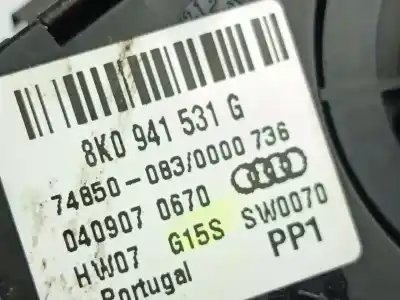 8K0 941 531 G
74850-083/0000 736
040907 0670
HW07 G15S SW0070
Portugal PP1